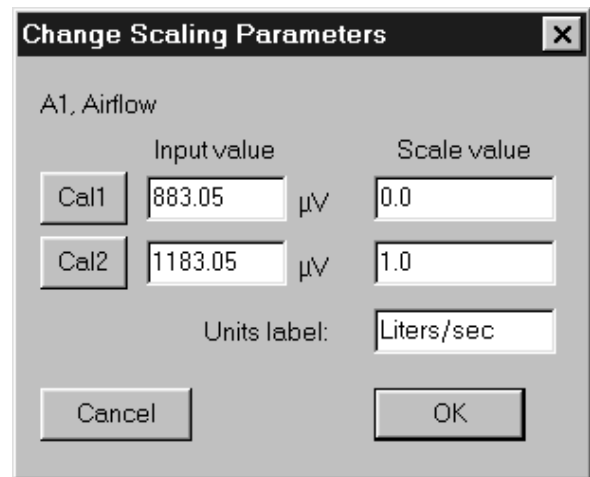 Change Scaling Parameters
A1, Airflow
Input value Scale value
Cal1 883.05 µV 0.0
Cal2 1183.05 µV 1.0
Units label: Liters/sec
Cancel OK